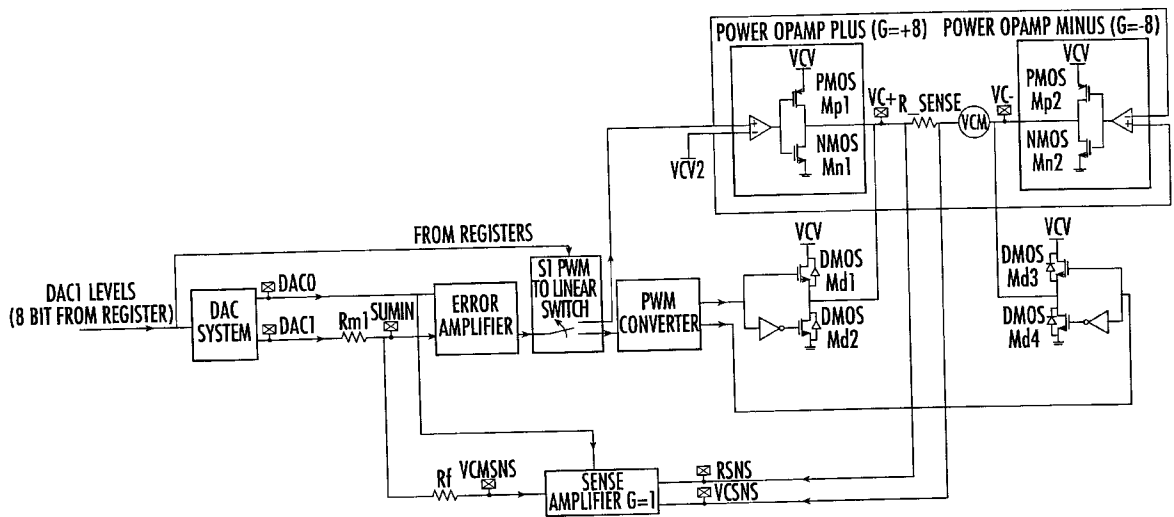 POWER OPAMP PLUS (G=+8)
POWER OPAMP MINUS (G=-8)
VCV
PMOS
Mp1
NMOS
Mn1
VCV2
VC+
R_SENSE
VCM
VC-
VCV
PMOS
Mp2
NMOS
Mn2
FROM REGISTERS
DAC1 LEVELS
(8 BIT FROM REGISTER)
DAC
SYSTEM
DAC0
DAC1
Rm1
SUMIN
ERROR
AMPLIFIER
S1 PWM
TO LINEAR
SWITCH
PWM
CONVERTER
VCV
DMOS
Md1
DMOS
Md2
VCV
DMOS
Md3
DMOS
Md4
Rf
VCMSNS
SENSE
AMPLIFIER G=1
RSNS
VCSNS